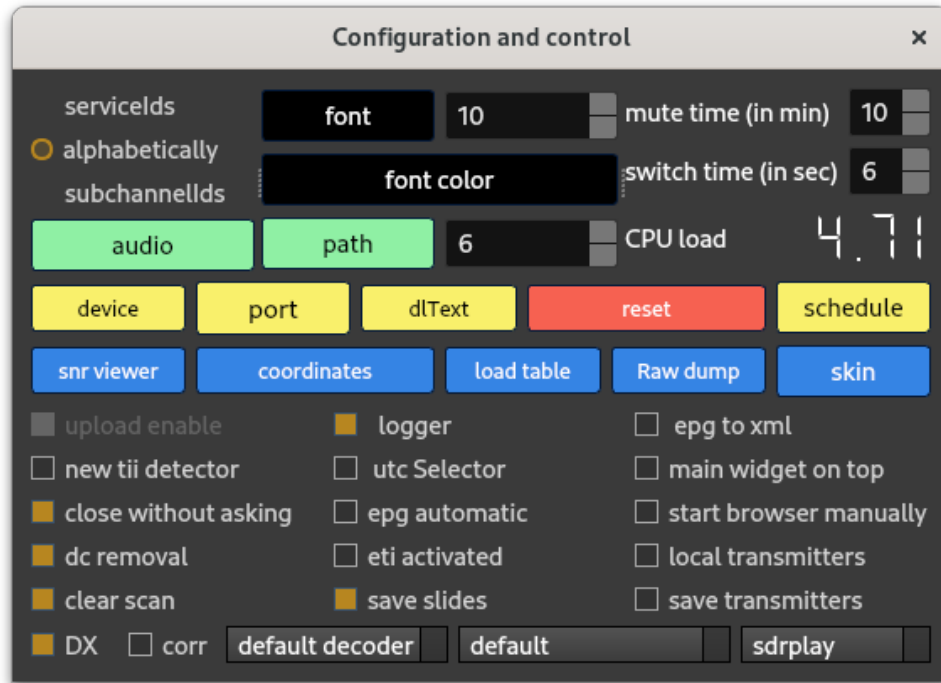 Configuration and control ×
serviceIds font 10 mute time (in min) 10
alphabetically
font color switch time (in sec) 6
subchannelIds
audio path 6 CPU load 4.71
device port dlText reset schedule
snr viewer coordinates load table Raw dump skin
upload enable logger epg to xml
new tii detector utc Selector main widget on top
close without asking epg automatic start browser manually
dc removal eti activated local transmitters
clear scan save slides save transmitters
DX corr default decoder default sdrplay